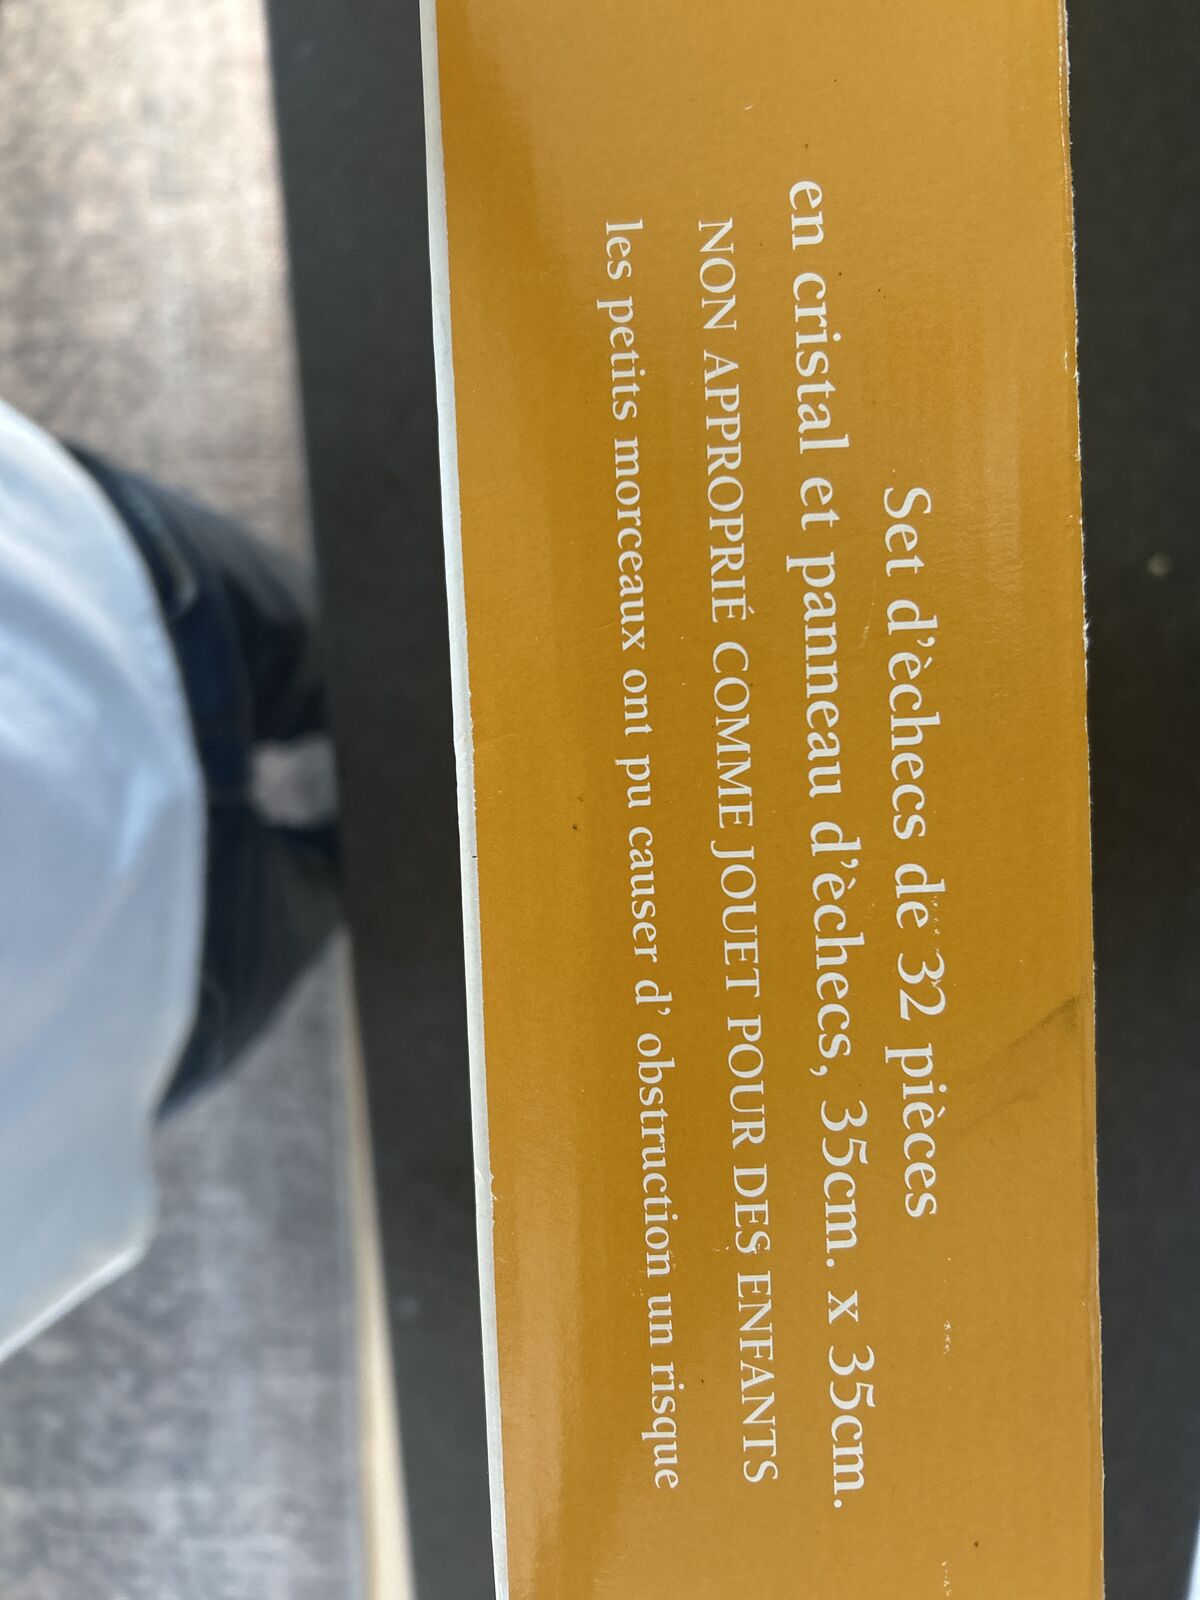 Set d'èchecs de 32 pièces
en cristal et panneau d'èchecs, 35cm. x 35cm.
NON APPROPRIÉ COMME JOUET POUR DES ENFANTS
les petits morceaux ont pu causer d' obstruction un risque